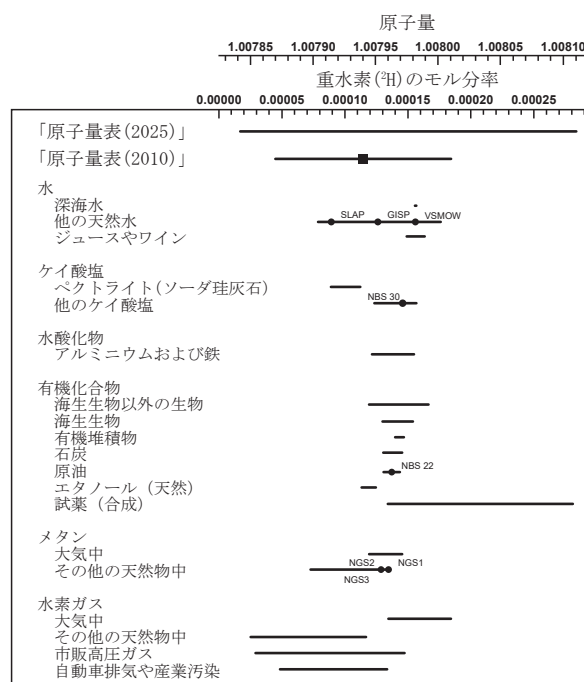 原子量
1.00785 1.00790 1.00795 1.00800 1.00805 1.00810
重水素(²H)のモル分率
0.00000 0.00005 0.00010 0.00015 0.00020 0.00025
「原子量表(2025)」
「原子量表(2010)」
水
深海水
他の天然水 SLAP GISP VSMOW
ジュースやワイン
ケイ酸塩
ペクトライト(ソーダ珪灰石)
他のケイ酸塩 NBS 30
水酸化物
アルミニウムおよび鉄
有機化合物
海生生物以外の生物
海生生物
有機堆積物
石炭
原油 NBS 22
エタノール（天然）
試薬（合成）
メタン
大気中
その他の天然物中 NGS2 NGS1
NGS3
水素ガス
大気中
その他の天然物中
市販高圧ガス
自動車排気や産業汚染